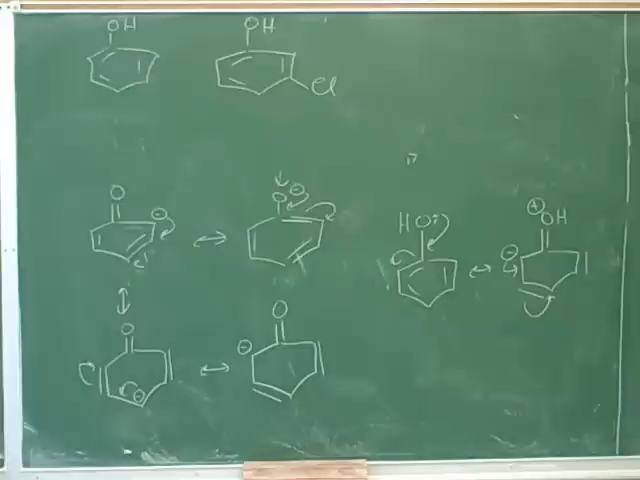 OH OH
Cl
O ⊖ O ⊖ HO: ⊕ OH
⊖
O O
⊖
⊖